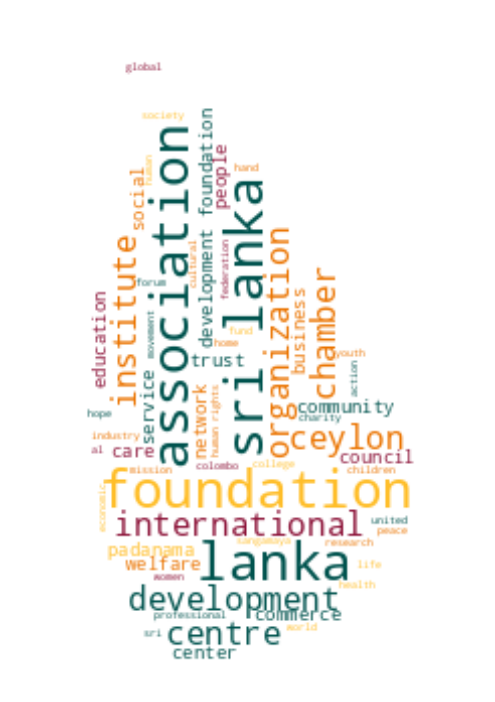 global
society
association
development foundation
people
human
hand
social
sri lanka
institute
organization
cultural
federation
chamber
forum
business
education
movement
fund
home
trust
youth
action
service
network
human rights
hope
community
charity
industry
ceylon
al
care
council
mission
colombo
college
children
foundation
economic
international
united
peace
sangamaya
research
padanama
lanka
welfare
life
women
health
development
professional
commerce
world
sri
centre
center